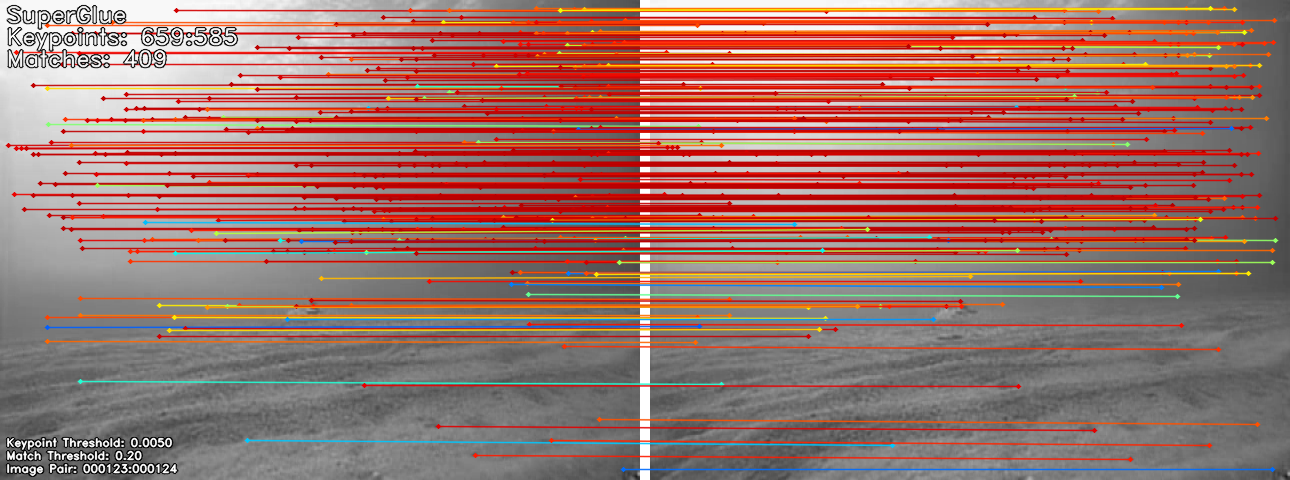 SuperGlue
Keypoints: 659:585
Matches: 409
Keypoint Threshold: 0.0050
Match Threshold: 0.20
Image Pair: 000123:000124